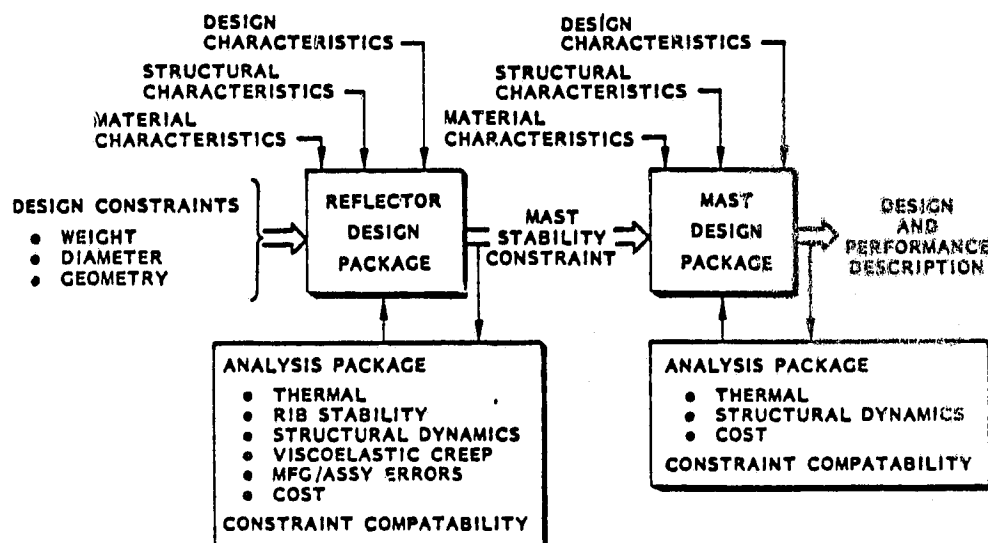 DESIGN
CHARACTERISTICS
STRUCTURAL
CHARACTERISTICS
MATERIAL
CHARACTERISTICS
DESIGN CONSTRAINTS
• WEIGHT
• DIAMETER
• GEOMETRY
REFLECTOR
DESIGN
PACKAGE
MAST
STABILITY
CONSTRAINT
DESIGN
CHARACTERISTICS
STRUCTURAL
CHARACTERISTICS
MATERIAL
CHARACTERISTICS
MAST
DESIGN
PACKAGE
DESIGN
AND
PERFORMANCE
DESCRIPTION
ANALYSIS PACKAGE
• THERMAL
• RIB STABILITY
• STRUCTURAL DYNAMICS
• VISCOELASTIC CREEP
• MFG/ASSY ERRORS
• COST
CONSTRAINT COMPATABILITY
ANALYSIS PACKAGE
• THERMAL
• STRUCTURAL DYNAMICS
• COST
CONSTRAINT COMPATABILITY